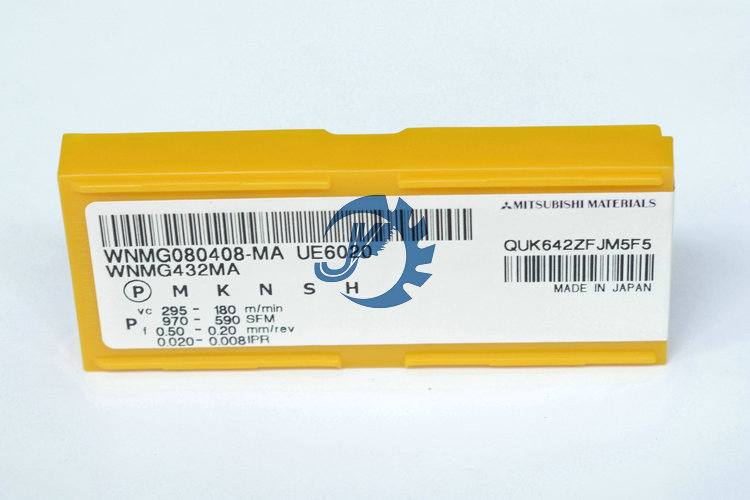 MITSUBISHI MATERIALS
WNMG080408-MA UE6020
WNMG432MA
QUK642ZFJM5F5
MADE IN JAPAN
P M K N S H
P
vc 295 - 180 m/min
970 - 590 SFM
f 0.50 - 0.20 mm/rev
0.020 - 0.008 IPR